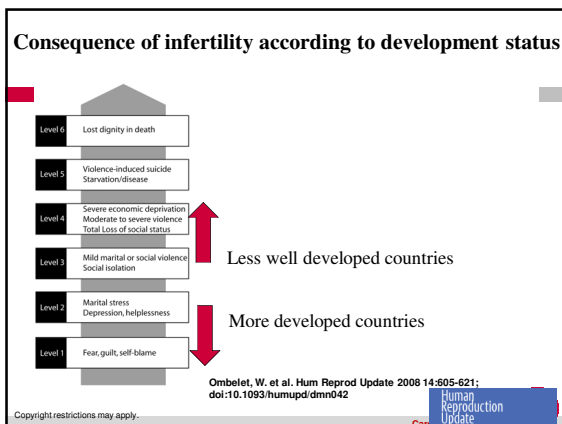 Consequence of infertility according to development status
Level 6
Lost dignity in death
Level 5
Violence-induced suicide
Starvation/disease
Level 4
Severe economic deprivation
Moderate to severe violence
Total Loss of social status
Level 3
Mild marital or social violence
Social isolation
Less well developed countries
Level 2
Marital stress
Depression, helplessness
More developed countries
Level 1
Fear, guilt, self-blame
Ombelet, W. et al. Hum Reprod Update 2008 14:605-621;
doi:10.1093/humupd/dmn042
Copyright restrictions may apply.
Human
Reproduction
Update